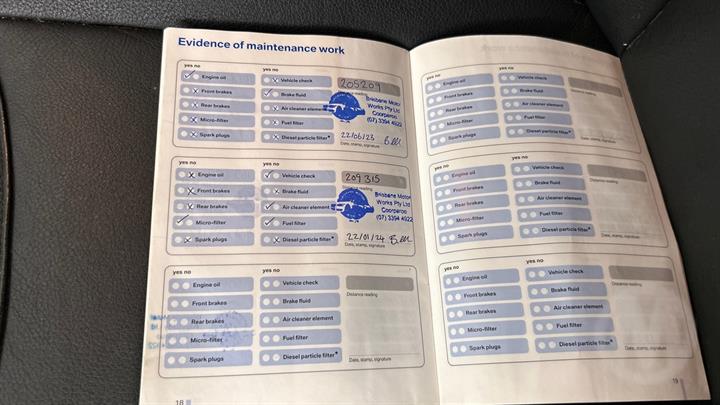 Evidence of maintenance work
yes no
yes no
Engine oil
Vehicle check
205209
Front brakes
Brake fluid
Distance reading
Rear brakes
Air cleaner element
Brisbane Motor
Works Pty Ltd
Coorparoo
(07) 3394 4922
Micro-filter
Fuel filter
Spark plugs
Diesel particle filter*
22/06/23
Date, stamp, signature
yes no
yes no
Engine oil
Vehicle check
209315
Front brakes
Brake fluid
Distance reading
Rear brakes
Air cleaner element
Brisbane Motor
Works Pty Ltd
Coorparoo
(07) 3394 4922
Micro-filter
Fuel filter
Spark plugs
Diesel particle filter*
22/01/24
Date, stamp, signature
yes no
yes no
Engine oil
Vehicle check
Front brakes
Brake fluid
Distance reading
Rear brakes
Air cleaner element
Micro-filter
Fuel filter
Spark plugs
Diesel particle filter*
Date, stamp, signature
18
yes no
yes no
Engine oil
Vehicle check
Front brakes
Brake fluid
Distance reading
Rear brakes
Air cleaner element
Micro-filter
Fuel filter
Spark plugs
Diesel particle filter*
Date, stamp, signature
yes no
yes no
Engine oil
Vehicle check
Front brakes
Brake fluid
Distance reading
Rear brakes
Air cleaner element
Micro-filter
Fuel filter
Spark plugs
Diesel particle filter*
Date, stamp, signature
yes no
yes no
Engine oil
Vehicle check
Front brakes
Brake fluid
Distance reading
Rear brakes
Air cleaner element
Micro-filter
Fuel filter
Spark plugs
Diesel particle filter*
Date, stamp, signature
19